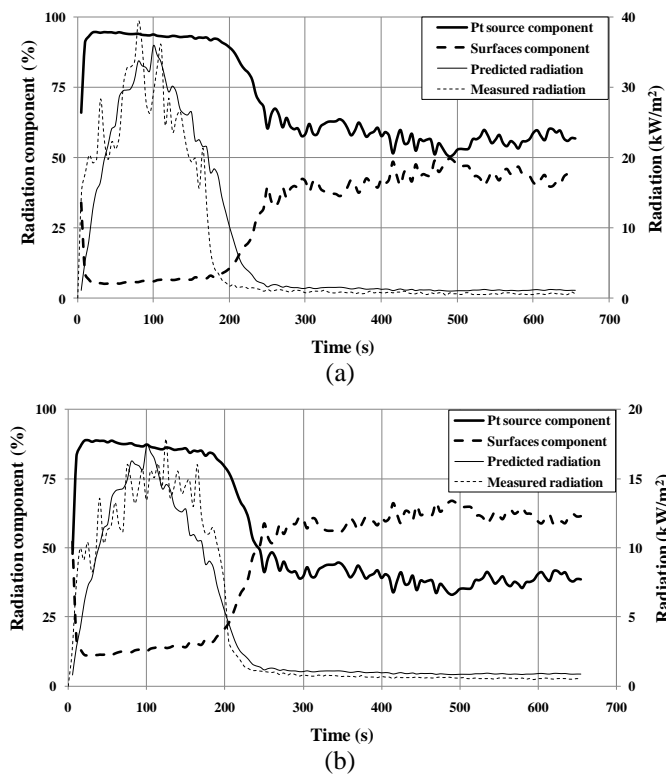 100
75
50
25
0
Radiation component (%)
40
30
20
10
0
Radiation (kW/m²)
Pt source component
Surfaces component
Predicted radiation
Measured radiation
0 100 200 300 400 500 600 700
Time (s)
(a)
100
75
50
25
0
Radiation component (%)
20
15
10
5
0
Radiation (kW/m²)
Pt source component
Surfaces component
Predicted radiation
Measured radiation
0 100 200 300 400 500 600 700
Time (s)
(b)